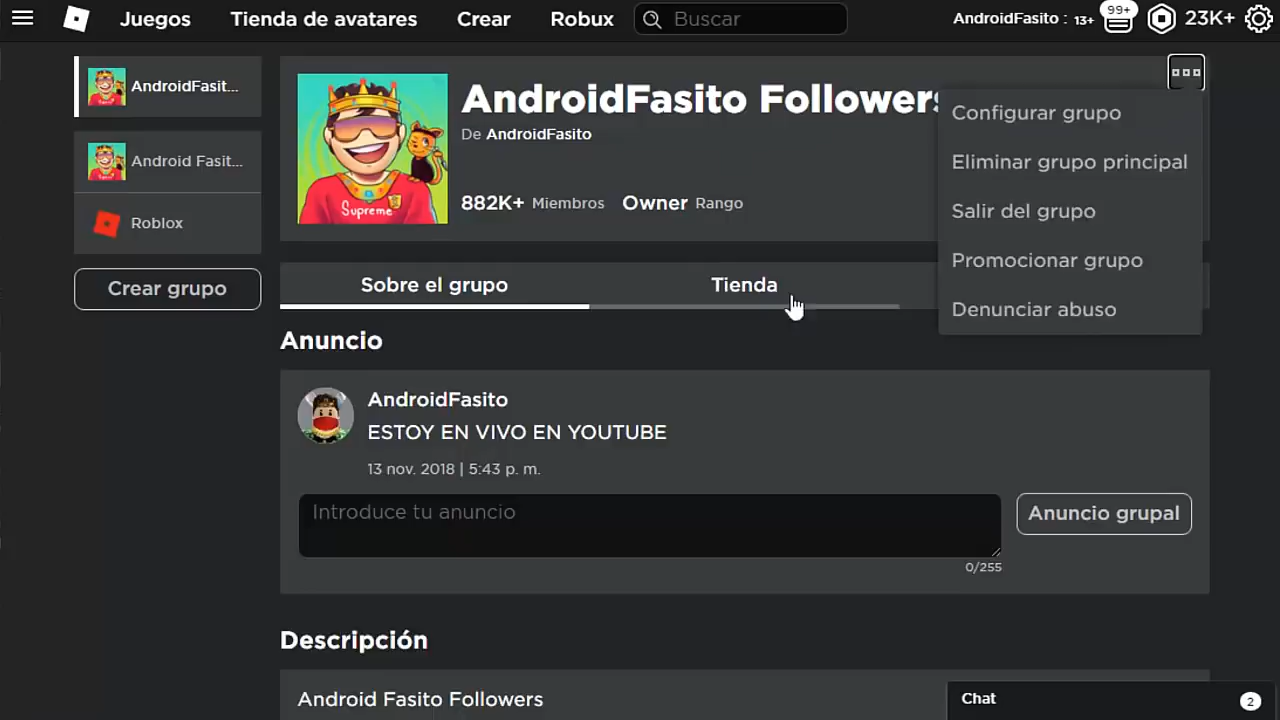 Juegos
Tienda de avatares
Crear
Robux
Buscar
AndroidFasito : 13+
99+
23K+
AndroidFasit...
Android Fasit...
Roblox
Crear grupo
Supreme
AndroidFasito Followers
De AndroidFasito
882K+ Miembros
Owner Rango
Configurar grupo
Eliminar grupo principal
Salir del grupo
Promocionar grupo
Denunciar abuso
Sobre el grupo
Tienda
Anuncio
AndroidFasito
ESTOY EN VIVO EN YOUTUBE
13 nov. 2018 | 5:43 p. m.
Introduce tu anuncio
Anuncio grupal
0/255
Descripción
Android Fasito Followers
Chat
2